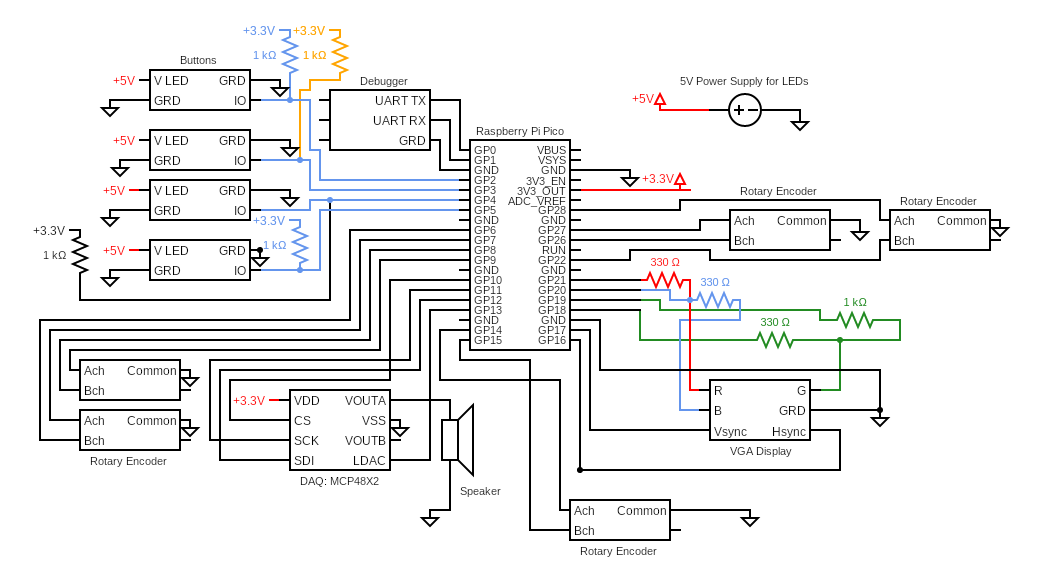 +3.3V +3.3V
1 kΩ 1 kΩ
Buttons
+5V V LED GRD
GRD IO
+5V V LED GRD
GRD IO
+5V V LED GRD
GRD IO
+3.3V
1 kΩ
+3.3V
1 kΩ
+5V V LED GRD
GRD IO
Debugger
UART TX
UART RX
GRD
5V Power Supply for LEDs
+5V
Raspberry Pi Pico
GP0 VBUS
GP1 VSYS
GND GND
GP2 3V3_EN
GP3 3V3_OUT
GP4 ADC_VREF
GP5 GP28
GND GND
GP6 GP27
GP7 GP26
GP8 RUN
GP9 GP22
GND GND
GP10 GP21
GP11 GP20
GP12 GP19
GP13 GP18
GND GND
GP14 GP17
GP15 GP16
+3.3V
Rotary Encoder
Ach Common
Bch
Rotary Encoder
Ach Common
Bch
330 Ω
330 Ω
1 kΩ
330 Ω
Ach Common
Bch
Ach Common
Bch
Rotary Encoder
+3.3V VDD VOUTA
CS VSS
SCK VOUTB
SDI LDAC
DAQ: MCP48X2
Speaker
R G
B GRD
Vsync Hsync
VGA Display
Ach Common
Bch
Rotary Encoder